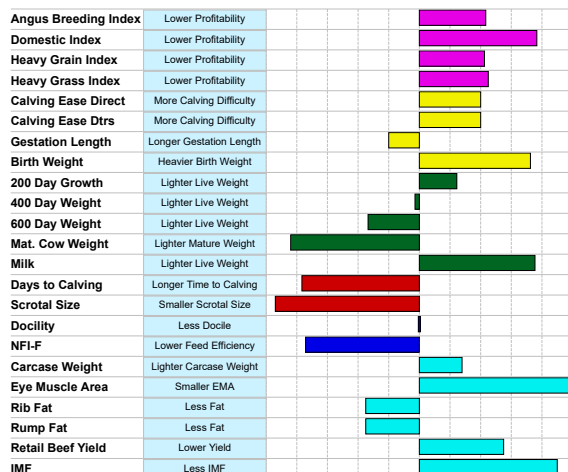 Angus Breeding Index Lower Profitability
Domestic Index Lower Profitability
Heavy Grain Index Lower Profitability
Heavy Grass Index Lower Profitability
Calving Ease Direct More Calving Difficulty
Calving Ease Dtrs More Calving Difficulty
Gestation Length Longer Gestation Length
Birth Weight Heavier Birth Weight
200 Day Growth Lighter Live Weight
400 Day Weight Lighter Live Weight
600 Day Weight Lighter Live Weight
Mat. Cow Weight Lighter Mature Weight
Milk Lighter Live Weight
Days to Calving Longer Time to Calving
Scrotal Size Smaller Scrotal Size
Docility Less Docile
NFI-F Lower Feed Efficiency
Carcase Weight Lighter Carcase Weight
Eye Muscle Area Smaller EMA
Rib Fat Less Fat
Rump Fat Less Fat
Retail Beef Yield Lower Yield
IMF Less IMF